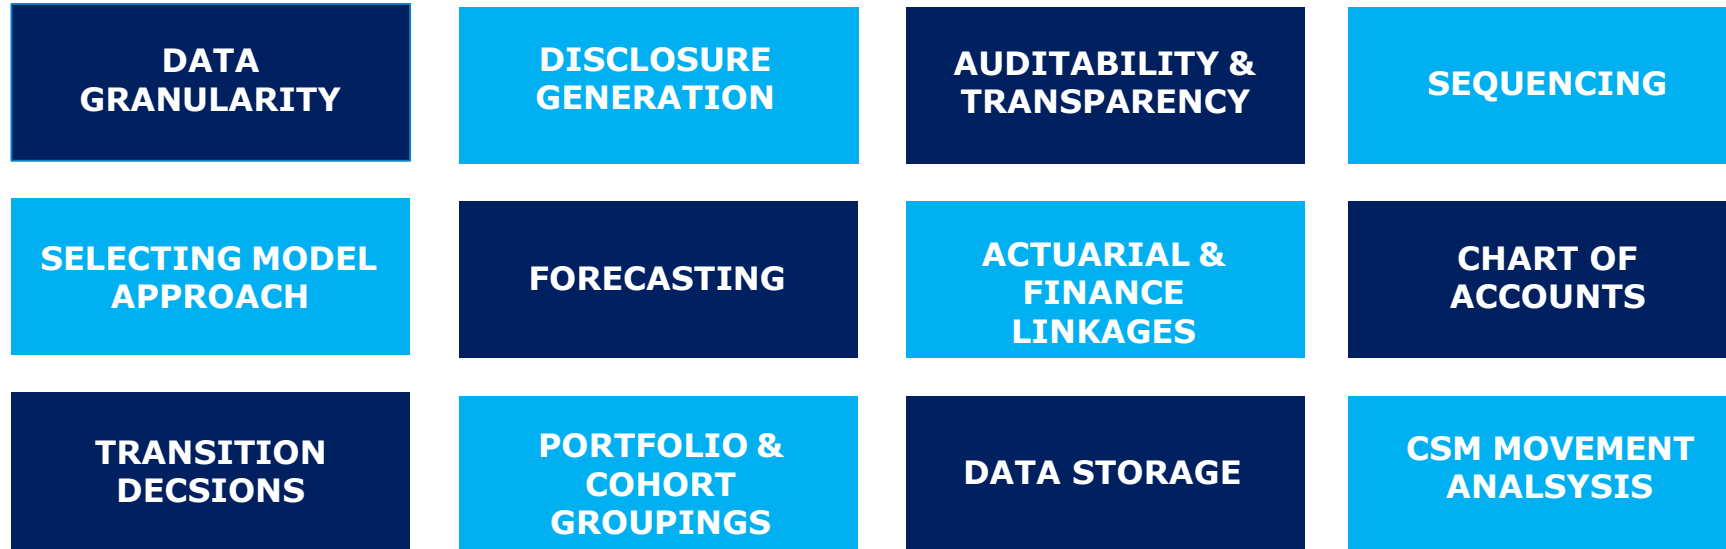 DATA
GRANULARITY
DISCLOSURE
GENERATION
AUDITABILITY &
TRANSPARENCY
SEQUENCING
SELECTING MODEL
APPROACH
FORECASTING
ACTUARIAL &
FINANCE
LINKAGES
CHART OF
ACCOUNTS
TRANSITION
DECSIONS
PORTFOLIO &
COHORT
GROUPINGS
DATA STORAGE
CSM MOVEMENT
ANALSYSIS